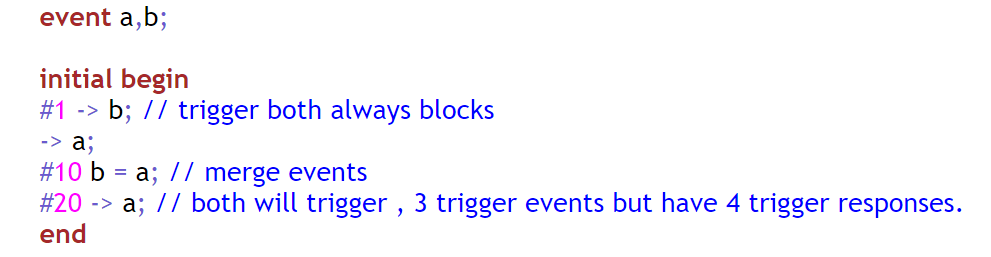 event a,b;
initial begin
#1 -> b; // trigger both always blocks
-> a;
#10 b = a; // merge events
#20 -> a; // both will trigger , 3 trigger events but have 4 trigger responses.
end